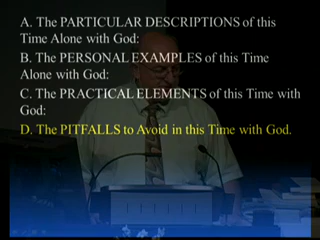 A. The PARTICULAR DESCRIPTIONS of this
Time Alone with God:
B. The PERSONAL EXAMPLES of this Time
Alone with God:
C. The PRACTICAL ELEMENTS of this Time with
God:
D. The PITFALLS to Avoid in this Time with God.